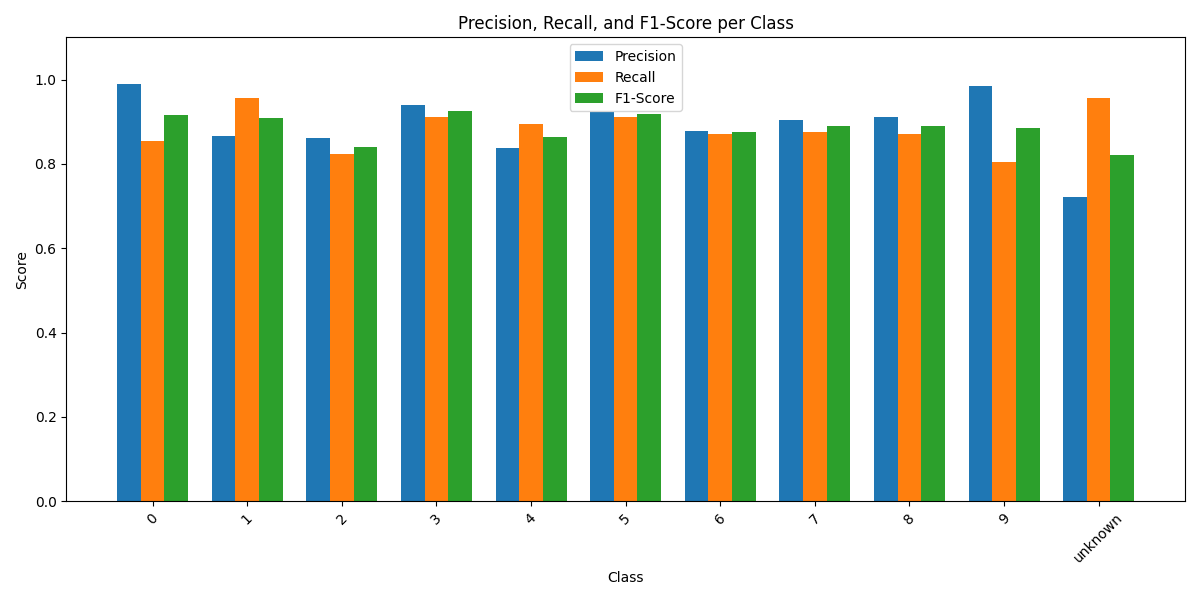 Precision, Recall, and F1-Score per Class
Precision
Recall
F1-Score
1.0
0.8
0.6
0.4
0.2
0.0
Score
0
1
2
3
4
5
6
7
8
9
unknown
Class